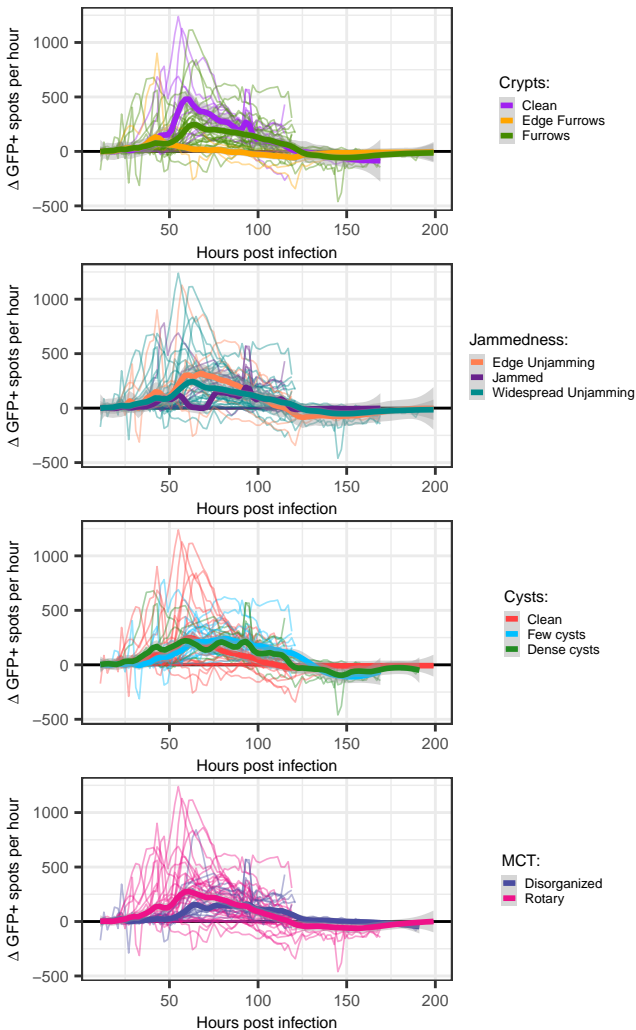 1000
500
0
−500
50
100
150
200
Hours post infection
Δ GFP+ spots per hour
Crypts:
Clean
Edge Furrows
Furrows
1000
500
0
−500
50
100
150
200
Hours post infection
Δ GFP+ spots per hour
Jammedness:
Edge Unjamming
Jammed
Widespread Unjamming
1000
500
0
−500
50
100
150
200
Hours post infection
Δ GFP+ spots per hour
Cysts:
Clean
Few cysts
Dense cysts
1000
500
0
−500
50
100
150
200
Hours post infection
Δ GFP+ spots per hour
MCT:
Disorganized
Rotary